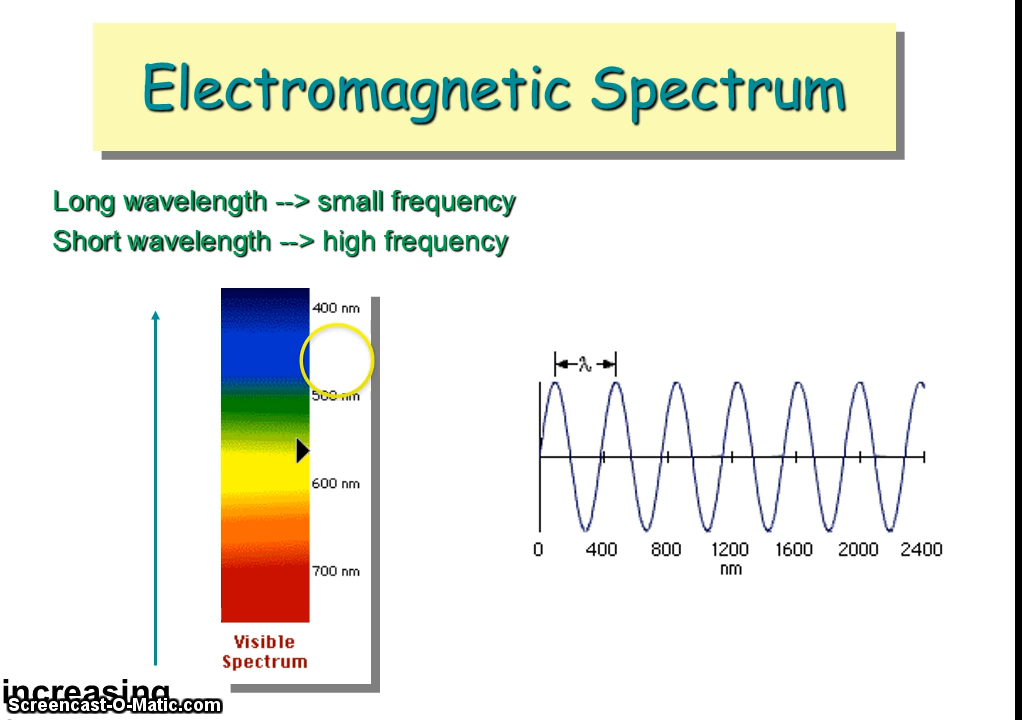 Electromagnetic Spectrum
Long wavelength --> small frequency
Short wavelength --> high frequency
400 nm
500 nm
600 nm
700 nm
Visible
Spectrum
λ
0 400 800 1200 1600 2000 2400
nm
increasing
Screencast-O-Matic.com